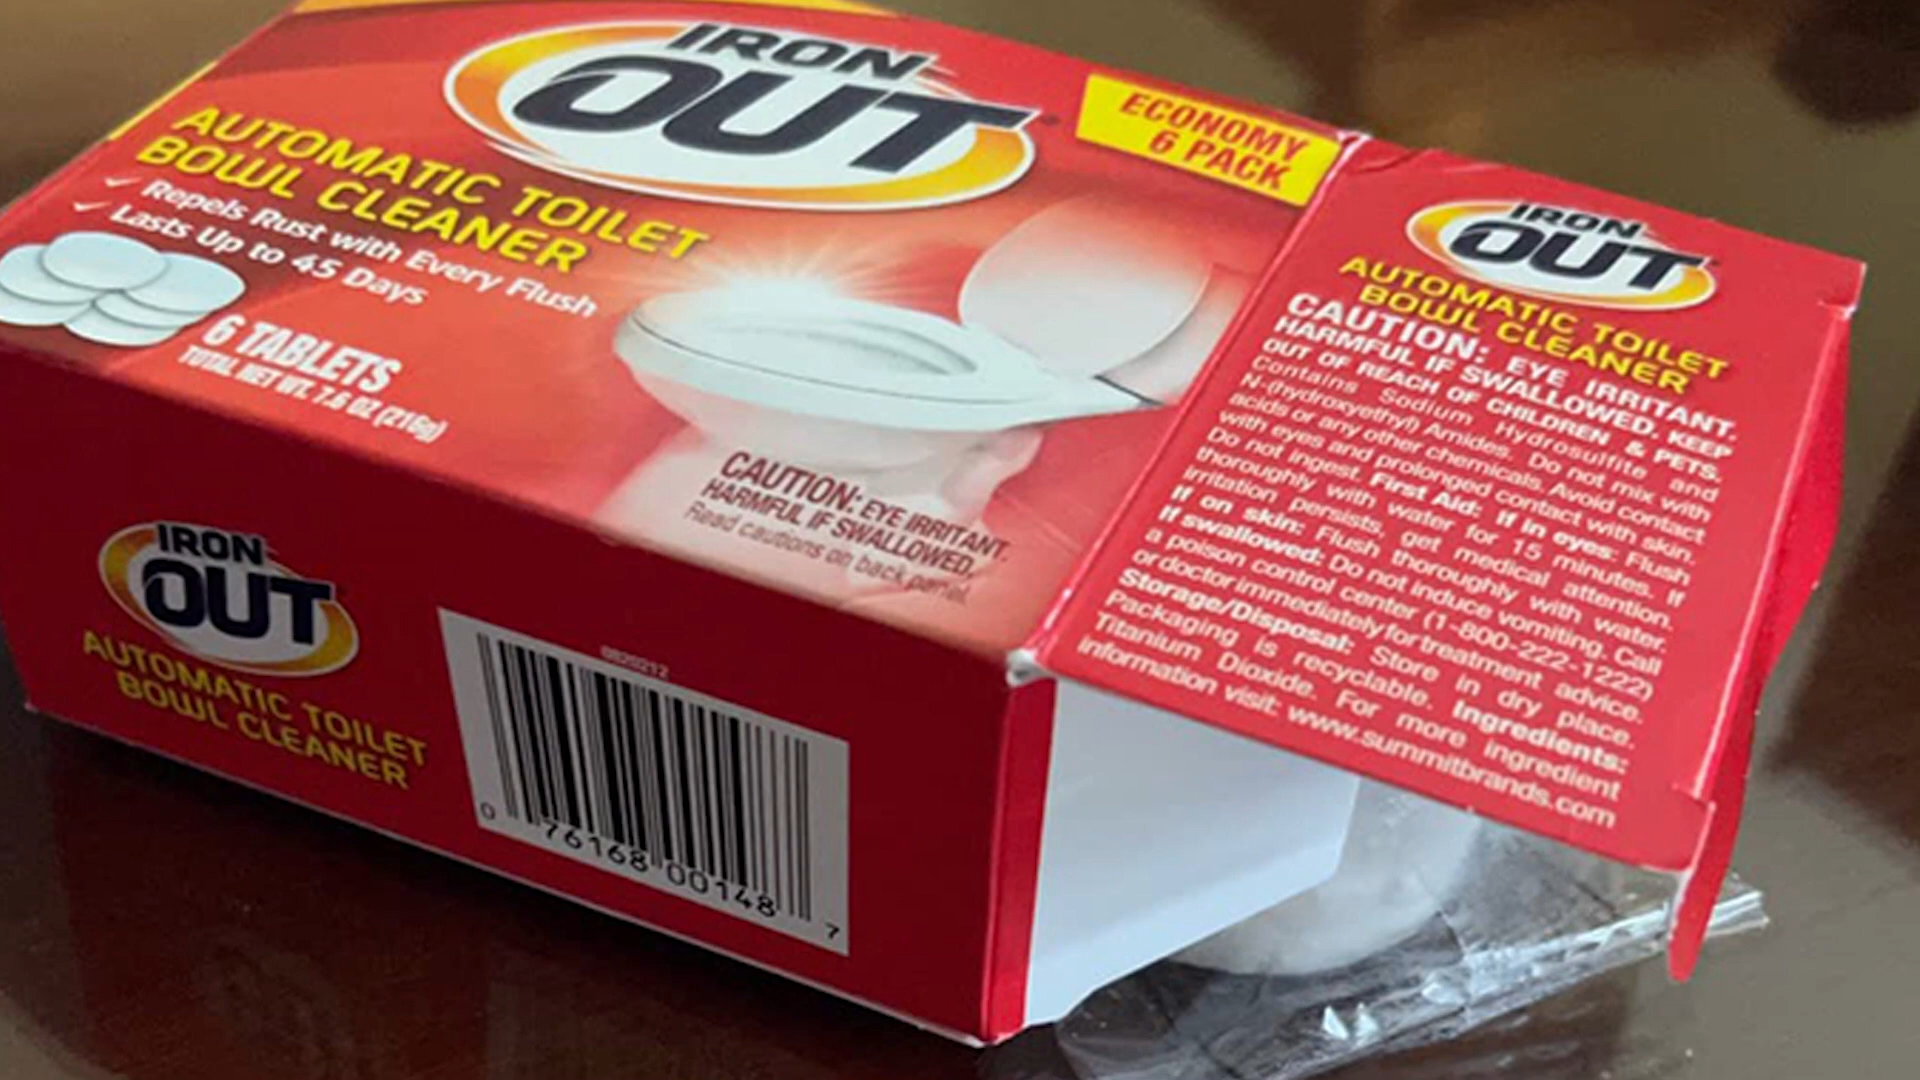 IRON
OUT
ECONOMY
6 PACK
AUTOMATIC TOILET
BOWL CLEANER
Repels Rust with Every Flush
Lasts Up to 45 Days
6 TABLETS
TOTAL NET WT. 7.6 OZ (216g)
CAUTION: EYE IRRITANT.
HARMFUL IF SWALLOWED.
Read cautions on back panel.
IRON
OUT
AUTOMATIC TOILET
BOWL CLEANER
0820212
0 76168 00148 7
IRON
OUT
AUTOMATIC TOILET
BOWL CLEANER
CAUTION: EYE IRRITANT.
HARMFUL IF SWALLOWED. KEEP
OUT OF REACH OF CHILDREN & PETS.
Contains Sodium Hydrosulfite and
N-(hydroxyethyl) Amides. Do not mix with
acids or any other chemicals. Avoid contact
with eyes and prolonged contact with skin.
Do not ingest. First Aid: If in eyes: Flush
thoroughly with water for 15 minutes. If
irritation persists, get medical attention.
If on skin: Flush thoroughly with water.
If swallowed: Do not induce vomiting. Call
a poison control center (1-800-222-1222)
or doctor immediately for treatment advice.
Storage/Disposal: Store in dry place.
Packaging is recyclable. Ingredients:
Titanium Dioxide. For more ingredient
information visit: www.summitbrands.com